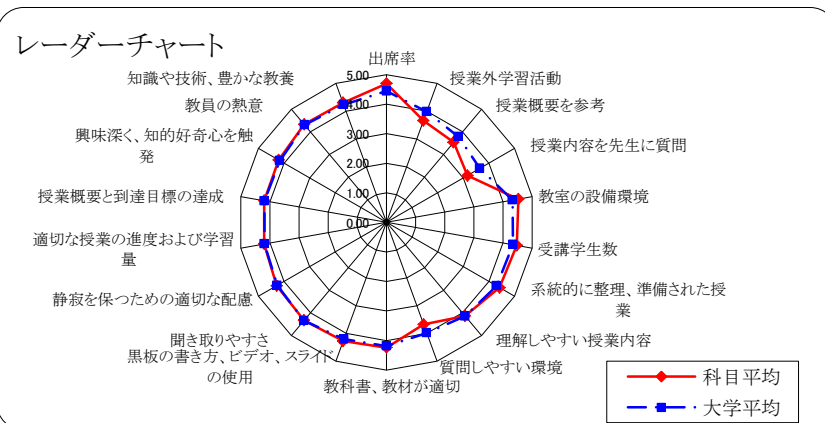 レーダーチャート
出席率
授業外学習活動
授業概要を参考
授業内容を先生に質問
教室の設備環境
受講学生数
系統的に整理、準備された授
業
理解しやすい授業内容
質問しやすい環境
教科書、教材が適切
黒板の書き方、ビデオ、スライド
の使用
聞き取りやすさ
静寂を保つための適切な配慮
適切な授業の進度および学習
量
授業概要と到達目標の達成
興味深く、知的好奇心を触
発
教員の熱意
知識や技術、豊かな教養
5.00
4.00
3.00
2.00
1.00
0.00
科目平均
大学平均